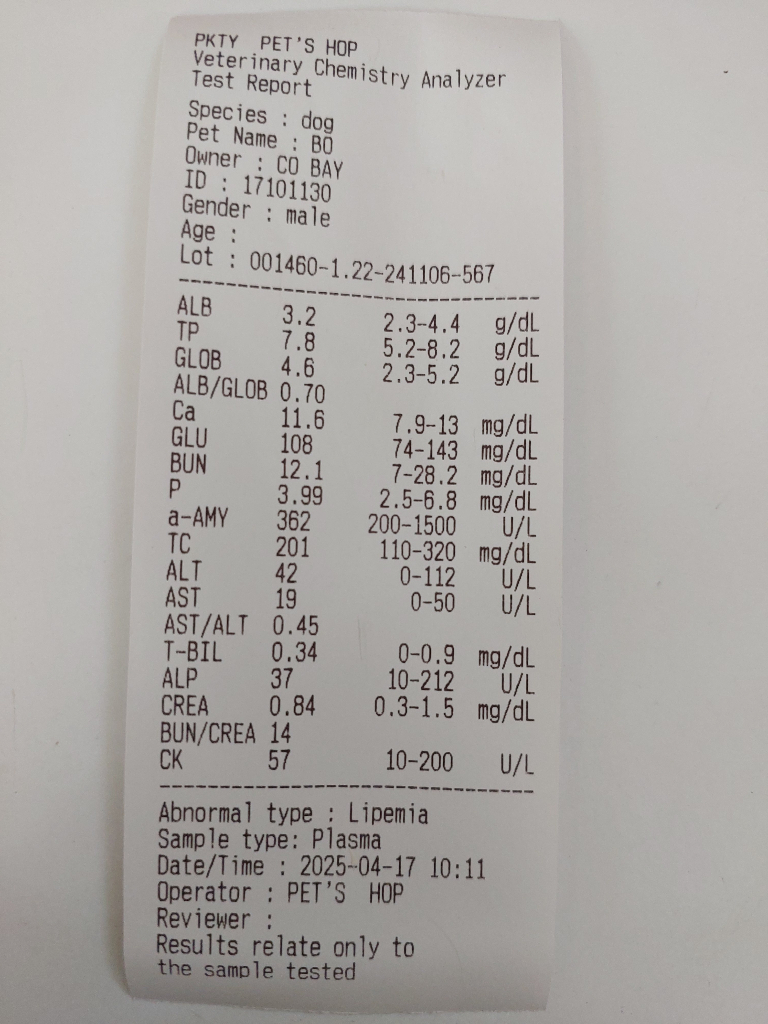 PKTY PET'S HOP
Veterinary Chemistry Analyzer
Test Report
Species : dog
Pet Name : BO
Owner : CO BAY
ID : 17101130
Gender : male
Age :
Lot : 001460-1.22-241106-567
ALB 3.2 2.3-4.4 g/dL
TP 7.8 5.2-8.2 g/dL
GLOB 4.6 2.3-5.2 g/dL
ALB/GLOB 0.70
Ca 11.6 7.9-13 mg/dL
GLU 108 74-143 mg/dL
BUN 12.1 7-28.2 mg/dL
P 3.99 2.5-6.8 mg/dL
a-AMY 362 200-1500 U/L
TC 201 110-320 mg/dL
ALT 42 0-112 U/L
AST 19 0-50 U/L
AST/ALT 0.45
T-BIL 0.34 0-0.9 mg/dL
ALP 37 10-212 U/L
CREA 0.84 0.3-1.5 mg/dL
BUN/CREA 14
CK 57 10-200 U/L
Abnormal type : Lipemia
Sample type: Plasma
Date/Time : 2025-04-17 10:11
Operator : PET'S HOP
Reviewer :
Results relate only to
the sample tested